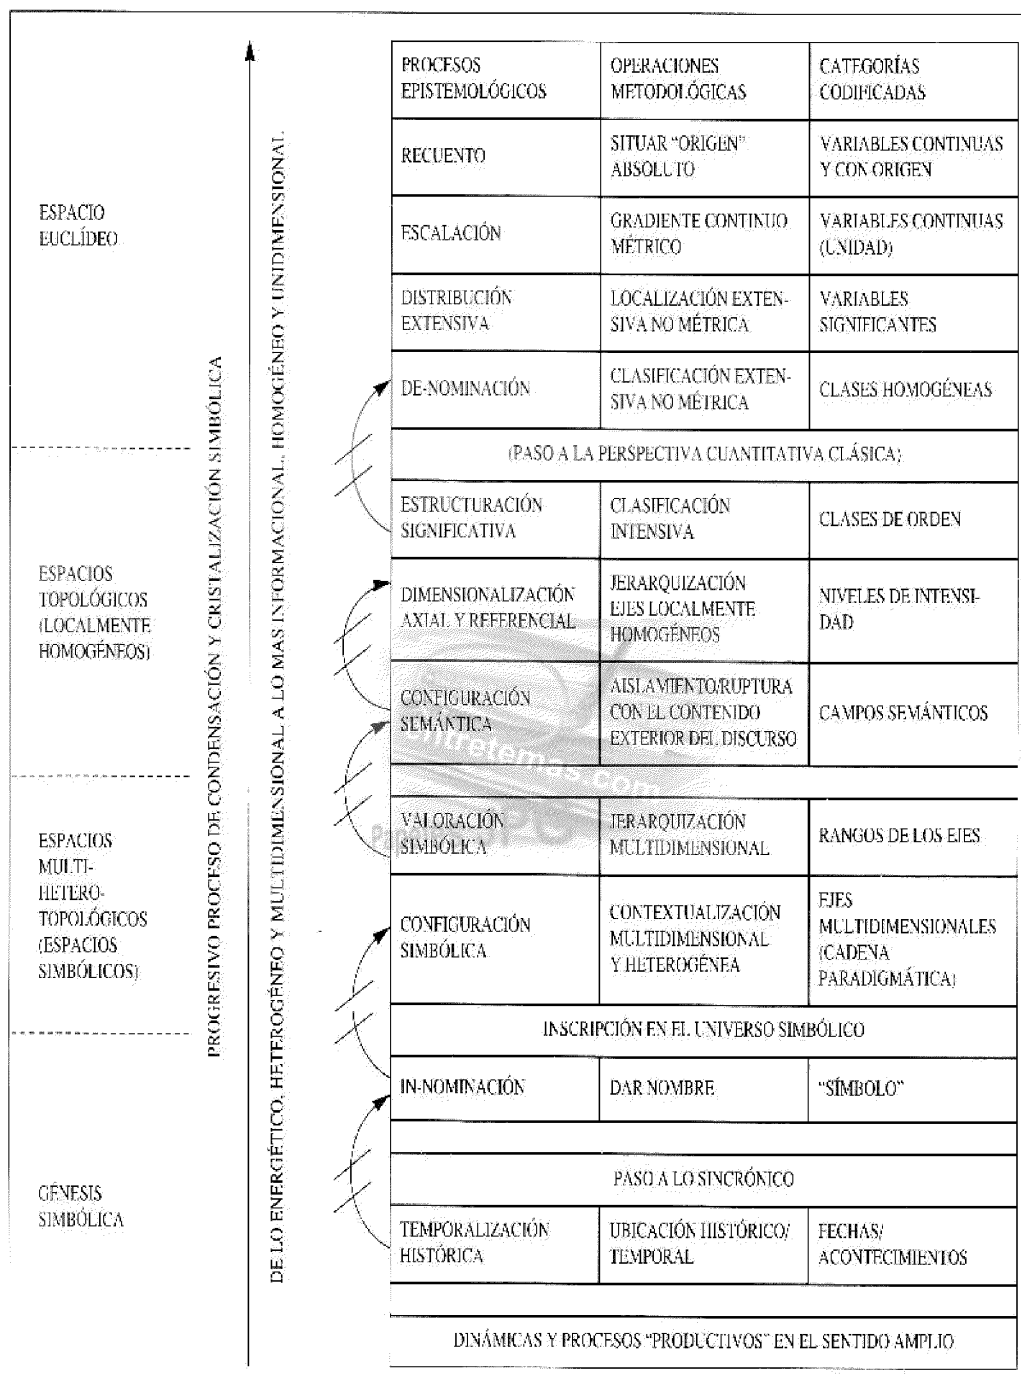 ESPACIO
EUCLÍDEO
ESPACIOS
TOPOLÓGICOS
(LOCALMENTE
HOMOGÉNEOS)
ESPACIOS
MULTI-
HETERO-
TOPOLÓGICOS
(ESPACIOS
SIMBÓLICOS)
GÉNESIS
SIMBÓLICA
PROGRESIVO PROCESO DE CONDENSACIÓN Y CRISTALIZACIÓN SIMBÓLICA
DE LO ENERGÉTICO, HETEROGÉNEO Y MULTIDIMENSIONAL A LO MAS INFORMACIONAL, HOMOGÉNEO Y UNIDIMENSIONAL
PROCESOS
EPISTEMOLÓGICOS
OPERACIONES
METODOLÓGICAS
CATEGORÍAS
CODIFICADAS
RECUENTO
SITUAR “ORIGEN”
ABSOLUTO
VARIABLES CONTINUAS
Y CON ORIGEN
ESCALACIÓN
GRADIENTE CONTINUO
MÉTRICO
VARIABLES CONTINUAS
(UNIDAD)
DISTRIBUCIÓN
EXTENSIVA
LOCALIZACIÓN EXTEN-
SIVA NO MÉTRICA
VARIABLES
SIGNIFICANTES
DE-NOMINACIÓN
CLASIFICACIÓN EXTEN-
SIVA NO MÉTRICA
CLASES HOMOGÉNEAS
(PASO A LA PERSPECTIVA CUANTITATIVA CLÁSICA)
ESTRUCTURACIÓN
SIGNIFICATIVA
CLASIFICACIÓN
INTENSIVA
CLASES DE ORDEN
DIMENSIONALIZACIÓN
AXIAL Y REFERENCIAL
JERARQUIZACIÓN
EJES LOCALMENTE
HOMOGÉNEOS
NIVELES DE INTENSI-
DAD
CONFIGURACIÓN
SEMÁNTICA
AISLAMIENTO/RUPTURA
CON EL CONTENIDO
EXTERIOR DEL DISCURSO
CAMPOS SEMÁNTICOS
entretemas.com
VALORACIÓN
SIMBÓLICA
JERARQUIZACIÓN
MULTIDIMENSIONAL
RANGOS DE LOS EJES
CONFIGURACIÓN
SIMBÓLICA
CONTEXTUALIZACIÓN
MULTIDIMENSIONAL
Y HETEROGÉNEA
EJES
MULTIDIMENSIONALES
(CADENA
PARADIGMÁTICA)
INSCRIPCIÓN EN EL UNIVERSO SIMBÓLICO
IN-NOMINACIÓN
DAR NOMBRE
“SÍMBOLO”
PASO A LO SINCRÓNICO
TEMPORALIZACIÓN
HISTÓRICA
UBICACIÓN HISTÓRICO/
TEMPORAL
FECHAS/
ACONTECIMIENTOS
DINÁMICAS Y PROCESOS “PRODUCTIVOS” EN EL SENTIDO AMPLIO